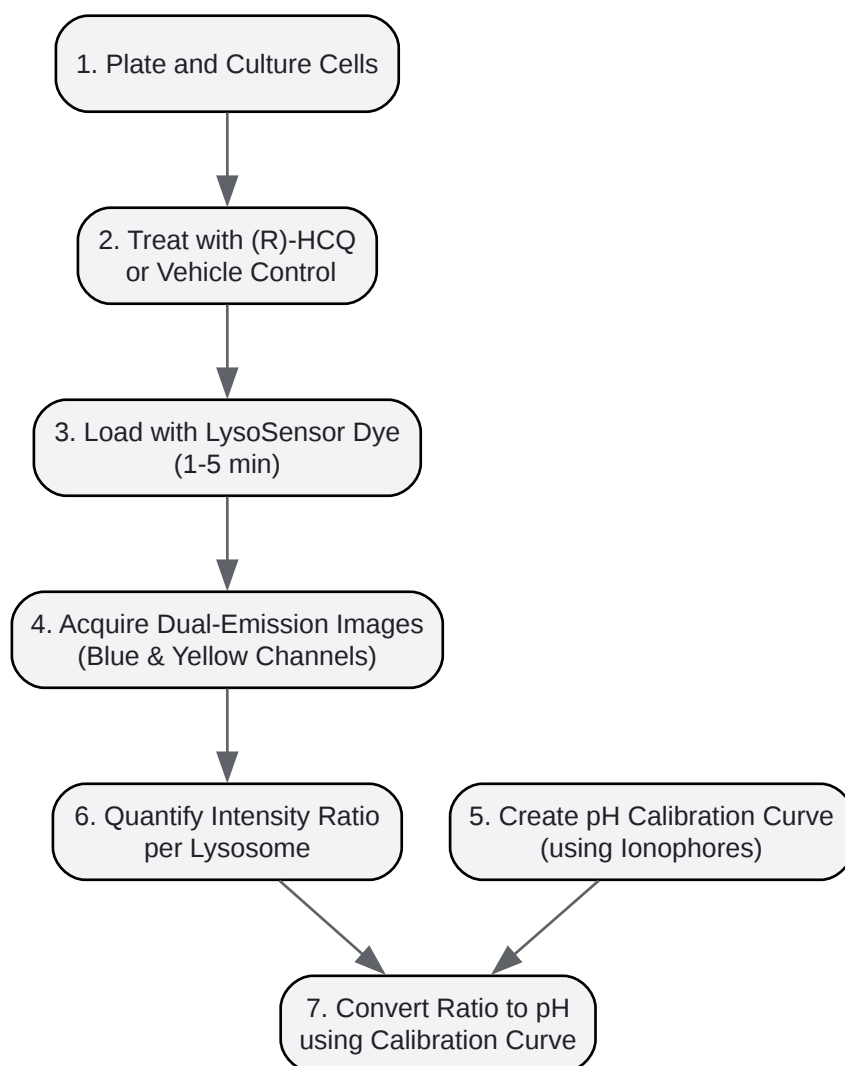 1. Plate and Culture Cells
2. Treat with (R)-HCQ
or Vehicle Control
3. Load with LysoSensor Dye
(1-5 min)
4. Acquire Dual-Emission Images
(Blue & Yellow Channels)
6. Quantify Intensity Ratio
per Lysosome
5. Create pH Calibration Curve
(using Ionophores)
7. Convert Ratio to pH
using Calibration Curve